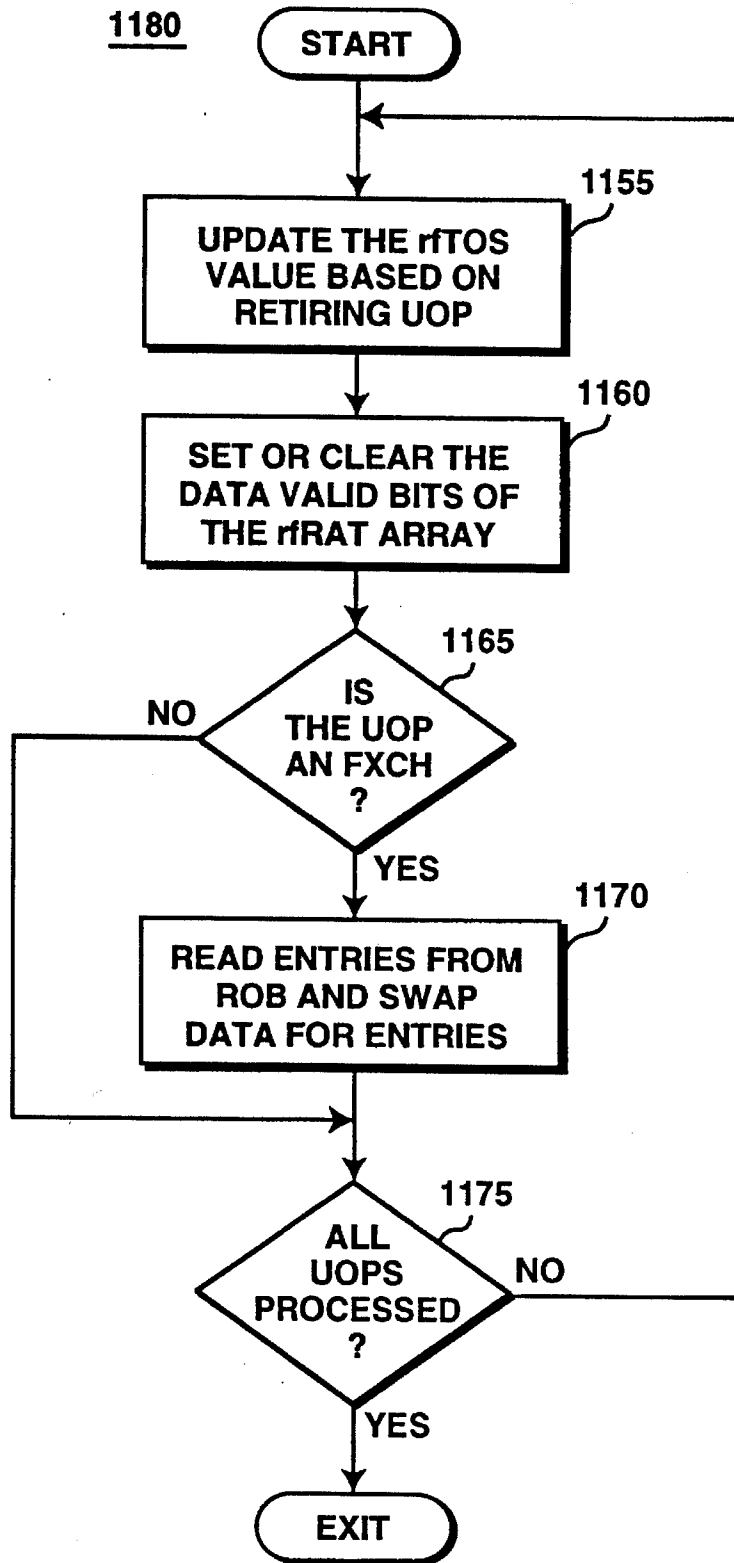 1180
START
1155
UPDATE THE rfTOS
VALUE BASED ON
RETIRING UOP
1160
SET OR CLEAR THE
DATA VALID BITS OF
THE rfRAT ARRAY
1165
IS
THE UOP
AN FXCH
?
NO
YES
1170
READ ENTRIES FROM
ROB AND SWAP
DATA FOR ENTRIES
1175
ALL
UOPS
PROCESSED
?
NO
YES
EXIT